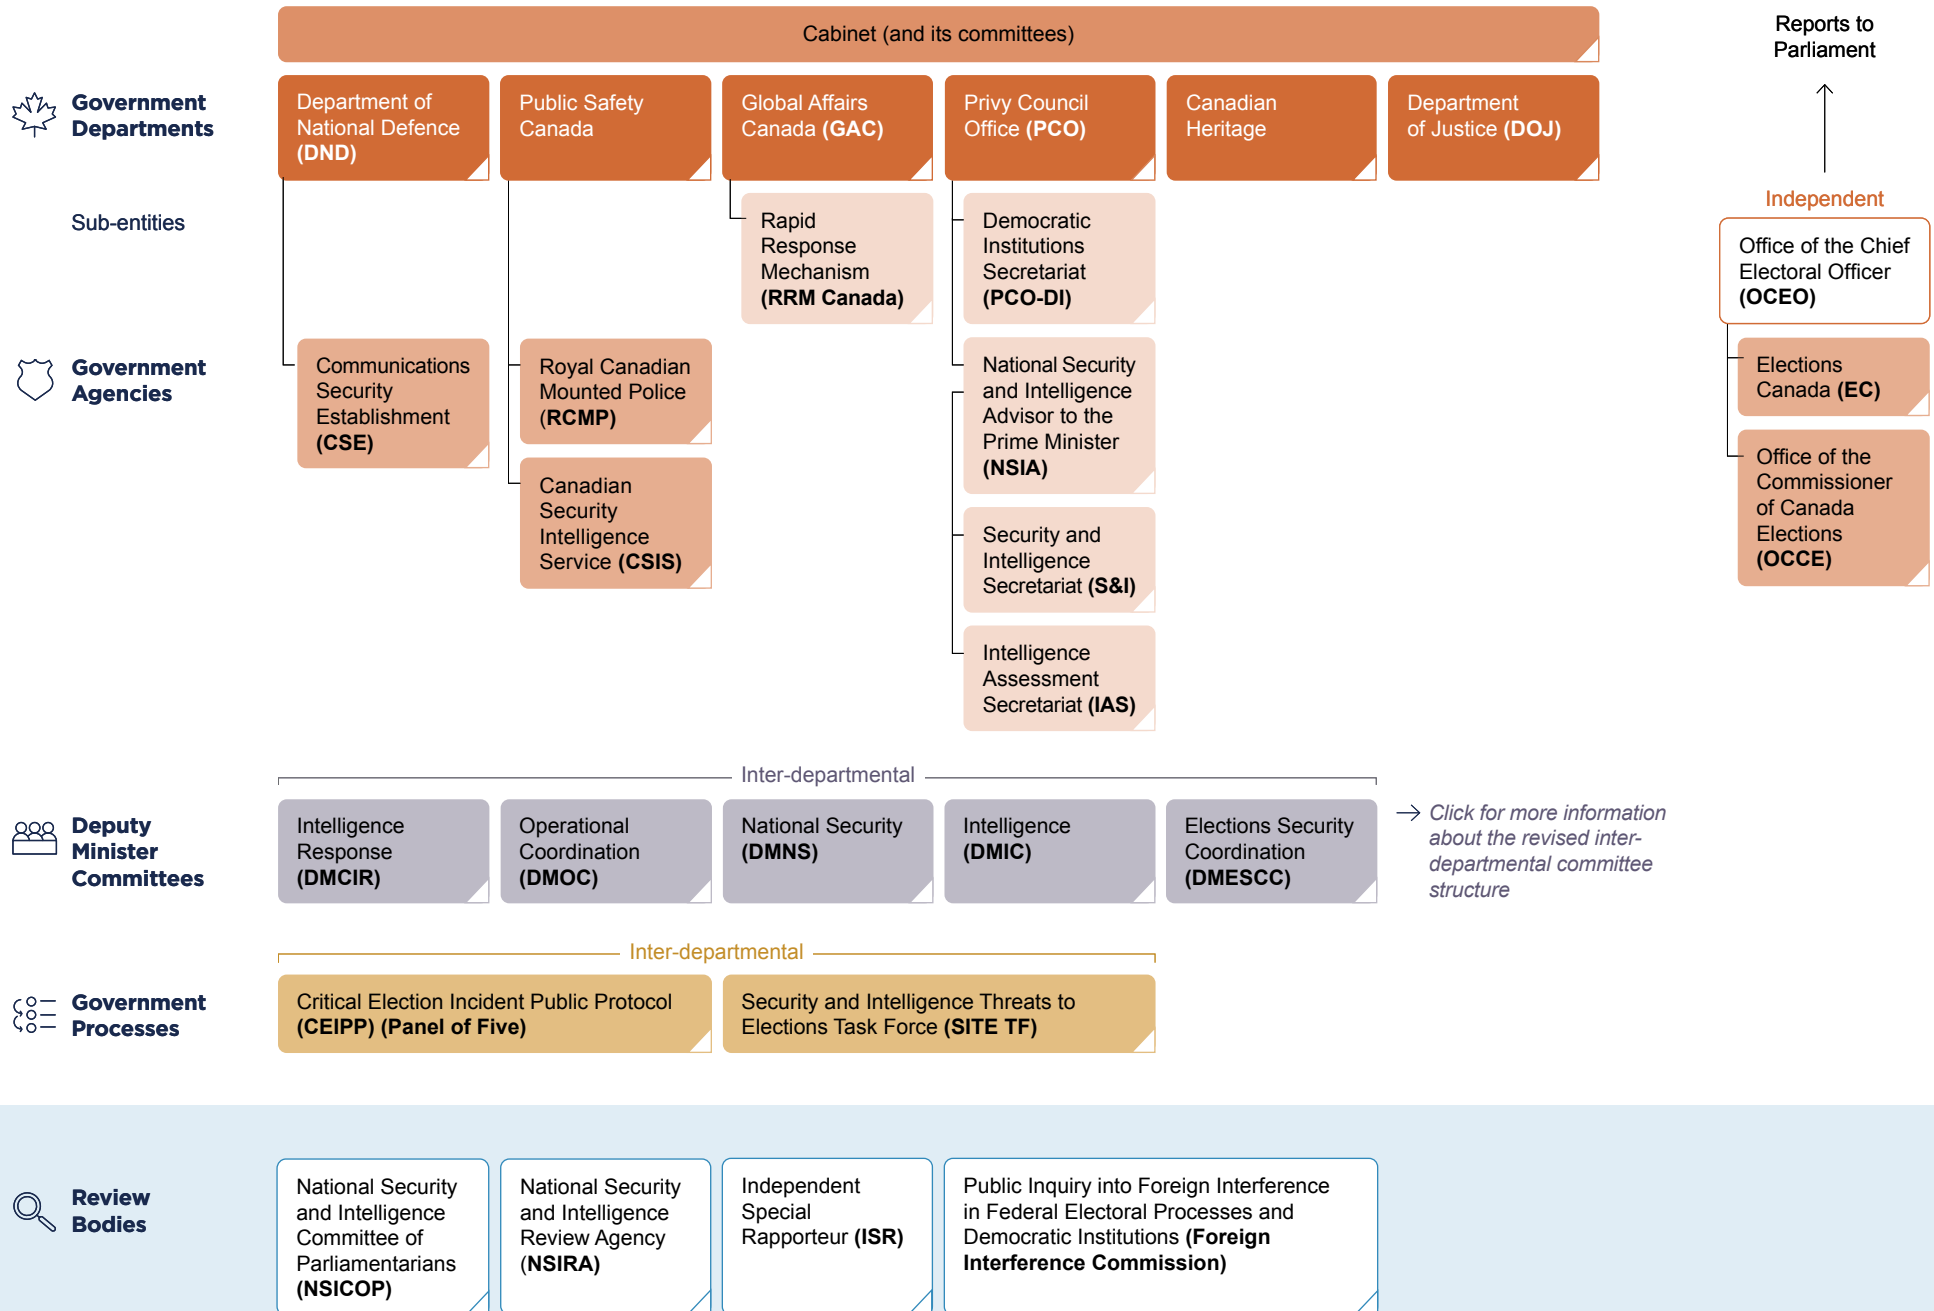 Cabinet (and its committees)
Reports to
Parliament
Government
Departments
Department of
National Defence
(DND)
Public Safety
Canada
Global Affairs
Canada (GAC)
Privy Council
Office (PCO)
Canadian
Heritage
Department
of Justice (DOJ)
Independent
Sub-entities
Rapid
Response
Mechanism
(RRM Canada)
Democratic
Institutions
Secretariat
(PCO-DI)
Office of the Chief
Electoral Officer
(OCEO)
Government
Agencies
Communications
Security
Establishment
(CSE)
Royal Canadian
Mounted Police
(RCMP)
Canadian
Security
Intelligence
Service (CSIS)
National Security
and Intelligence
Advisor to the
Prime Minister
(NSIA)
Security and
Intelligence
Secretariat (S&I)
Intelligence
Assessment
Secretariat (IAS)
Elections
Canada (EC)
Office of the
Commissioner
of Canada
Elections
(OCCE)
Inter-departmental
Deputy
Minister
Committees
Intelligence
Response
(DMCIR)
Operational
Coordination
(DMOC)
National Security
(DMNS)
Intelligence
(DMIC)
Elections Security
Coordination
(DMESCC)
→ Click for more information
about the revised inter-
departmental committee
structure
Inter-departmental
Government
Processes
Critical Election Incident Public Protocol
(CEIPP) (Panel of Five)
Security and Intelligence Threats to
Elections Task Force (SITE TF)
Review
Bodies
National Security
and Intelligence
Committee of
Parliamentarians
(NSICOP)
National Security
and Intelligence
Review Agency
(NSIRA)
Independent
Special
Rapporteur (ISR)
Public Inquiry into Foreign Interference
in Federal Electoral Processes and
Democratic Institutions (Foreign
Interference Commission)